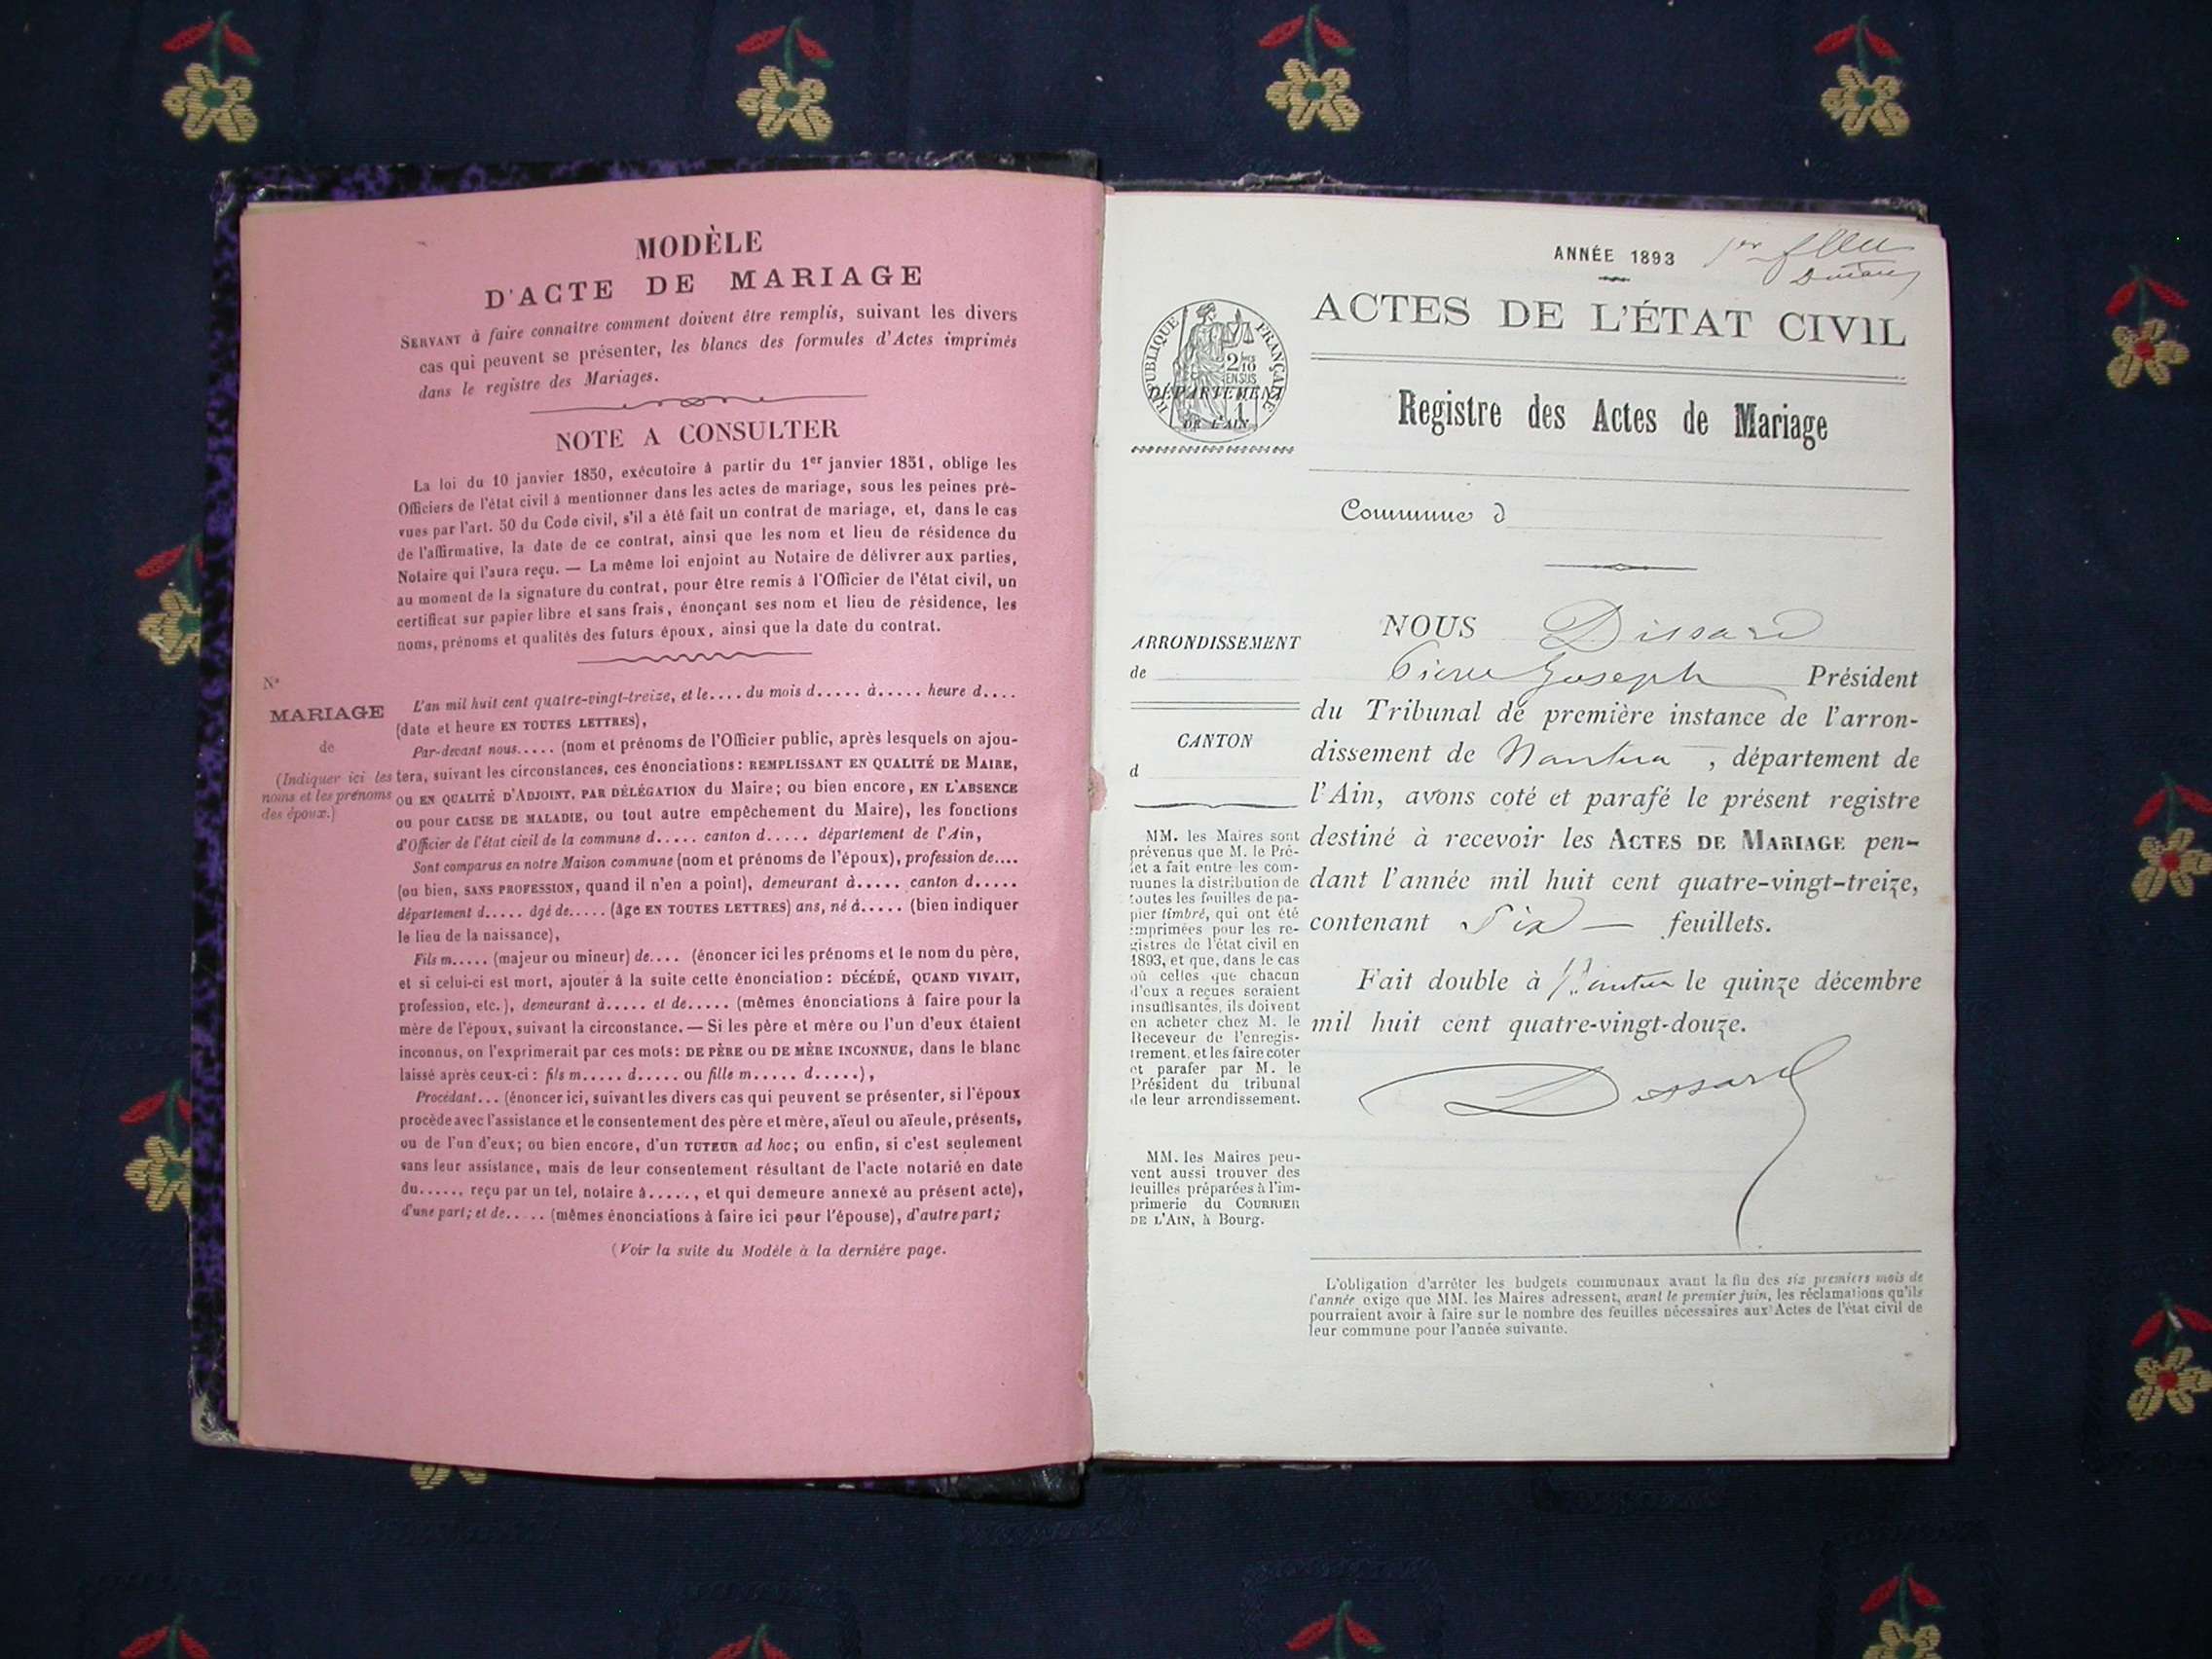 MODÈLE
D'ACTE DE MARIAGE
SERVANT à faire connaître comment doivent être remplis, suivant les divers
cas qui peuvent se présenter, les blancs des formules d'Actes imprimés
dans le registre des Mariages.
NOTE A CONSULTER
La loi du 10 janvier 1850, exécutoire à partir du 1er janvier 1851, oblige les
Officiers de l'état civil à mentionner dans les actes de mariage, sous les peines pré-
vues par l'art. 50 du Code civil, s'il a été fait un contrat de mariage, et, dans le cas
de l'affirmative, la date de ce contrat, ainsi que les nom et lieu de résidence du
Notaire qui l'aura reçu. — La même loi enjoint au Notaire de délivrer aux parties,
au moment de la signature du contrat, pour être remis à l'Officier de l'état civil, un
certificat sur papier libre et sans frais, énonçant ses nom et lieu de résidence, les
noms, prénoms et qualités des futurs époux, ainsi que la date du contrat.
N°
MARIAGE
de
(Indiquer ici les
noms et les prénoms
des époux.)
L'an mil huit cent quatre-vingt-treize, et le.... du mois d..... à..... heure d....
(date et heure EN TOUTES LETTRES),
Par-devant nous..... (nom et prénoms de l'Officier public, après lesquels on ajou-
tera, suivant les circonstances, ces énonciations: REMPLISSANT EN QUALITÉ DE MAIRE,
OU EN QUALITÉ D'ADJOINT, PAR DÉLÉGATION du Maire; ou bien encore, EN L'ABSENCE
ou pour CAUSE DE MALADIE, ou tout autre empêchement du Maire), les fonctions
d'Officier de l'état civil de la commune d..... canton d..... département de l'Ain,
Sont comparus en notre Maison commune (nom et prénoms de l'époux), profession de....
(ou bien, SANS PROFESSION, quand il n'en a point), demeurant à..... canton d.....
département d..... âgé de..... (âge EN TOUTES LETTRES) ans, né à..... (bien indiquer
le lieu de la naissance),
Fils m..... (majeur ou mineur) de.... (énoncer ici les prénoms et le nom du père,
et si celui-ci est mort, ajouter à la suite cette énonciation: DÉCÉDÉ, QUAND VIVAIT,
profession, etc.), demeurant à..... et de..... (mêmes énonciations à faire pour la
mère de l'époux, suivant la circonstance. — Si les père et mère ou l'un d'eux étaient
inconnus, on l'exprimerait par ces mots: DE PÈRE OU DE MÈRE INCONNUE, dans le blanc
laissé après ceux-ci: fils m..... d..... ou fille m..... d.....),
Procédant... (énoncer ici, suivant les divers cas qui peuvent se présenter, si l'époux
procède avec l'assistance et le consentement des père et mère, aïeul ou aïeule, présents,
ou de l'un d'eux; ou bien encore, d'un TUTEUR ad hoc; ou enfin, si c'est seulement
sans leur assistance, mais de leur consentement résultant de l'acte notarié en date
du....., reçu par un tel, notaire à....., et qui demeure annexé au présent acte),
d'une part; et de..... (mêmes énonciations à faire ici pour l'épouse), d'autre part;
(Voir la suite du Modèle à la dernière page.
ANNÉE 1893
1er
ACTES DE L'ÉTAT CIVIL
RÉPUBLIQUE FRANÇAISE
2/10
EN SUS
DÉPARTEMENT
DE L'AIN
Registre des Actes de Mariage
Commune d
ARRONDISSEMENT
de
CANTON
d
MM. les Maires sont
prévenus que M. le Pré-
fet a fait entre les com-
munes la distribution de
toutes les feuilles de pa-
pier timbré, qui ont été
imprimées pour les re-
gistres de l'état civil en
1893, et que, dans le cas
où celles que chacun
d'eux a reçues seraient
insuffisantes, ils doivent
en acheter chez M. le
Receveur de l'enregis-
trement, et les faire coter
et parafer par M. le
Président du tribunal
de leur arrondissement.
MM. les Maires peu-
vent aussi trouver des
feuilles préparées à l'im-
primerie du COURRIER
DE L'AIN, à Bourg.
NOUS Dissard
Pierre Joseph Président
du Tribunal de première instance de l'arron-
dissement de Nantua, département de
l'Ain, avons coté et parafé le présent registre
destiné à recevoir les ACTES DE MARIAGE pen-
dant l'année mil huit cent quatre-vingt-treize,
contenant Six — feuillets.
Fait double à Nantua le quinze décembre
mil huit cent quatre-vingt-douze.
Dissard
L'obligation d'arrêter les budgets communaux avant la fin des six premiers mois de
l'année exige que MM. les Maires adressent, avant le premier juin, les réclamations qu'ils
pourraient avoir à faire sur le nombre des feuilles nécessaires aux Actes de l'état civil de
leur commune pour l'année suivante.